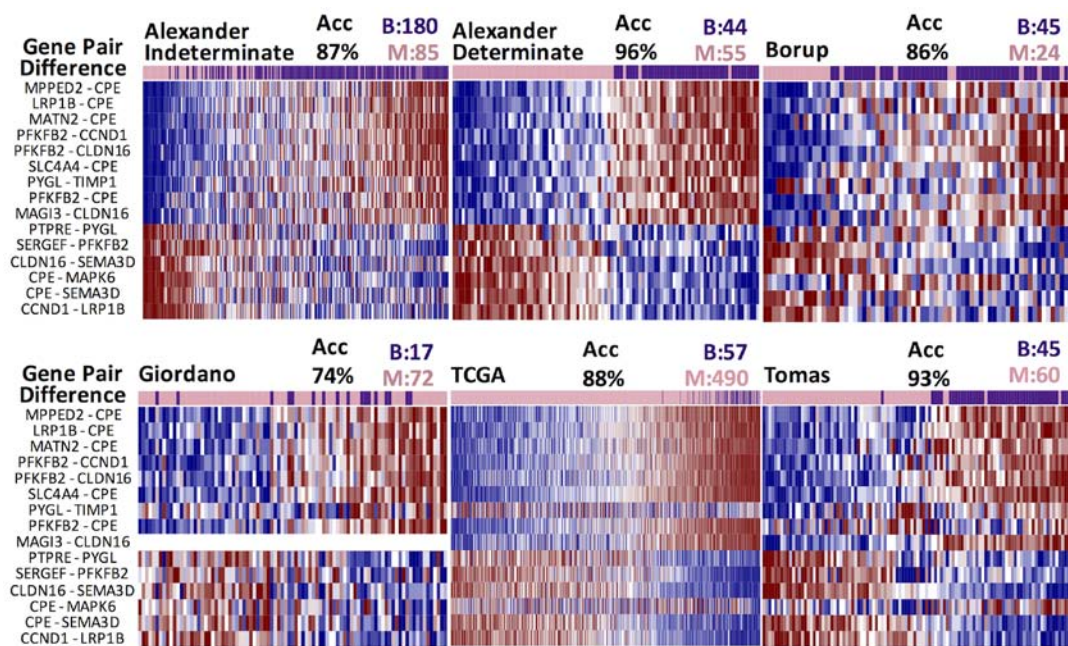 Gene Pair
Difference
Alexander
Indeterminate
Acc
87%
B:180
M:85
Alexander
Determinate
Acc
96%
B:44
M:55
Borup
Acc
86%
B:45
M:24
MPPED2 - CPE
LRP1B - CPE
MATN2 - CPE
PFKFB2 - CCND1
PFKFB2 - CLDN16
SLC4A4 - CPE
PYGL - TIMP1
PFKFB2 - CPE
MAGI3 - CLDN16
PTPRE - PYGL
SERGEF - PFKFB2
CLDN16 - SEMA3D
CPE - MAPK6
CPE - SEMA3D
CCND1 - LRP1B
Gene Pair
Difference
Giordano
Acc
74%
B:17
M:72
TCGA
Acc
88%
B:57
M:490
Tomas
Acc
93%
B:45
M:60
MPPED2 - CPE
LRP1B - CPE
MATN2 - CPE
PFKFB2 - CCND1
PFKFB2 - CLDN16
SLC4A4 - CPE
PYGL - TIMP1
PFKFB2 - CPE
MAGI3 - CLDN16
PTPRE - PYGL
SERGEF - PFKFB2
CLDN16 - SEMA3D
CPE - MAPK6
CPE - SEMA3D
CCND1 - LRP1B